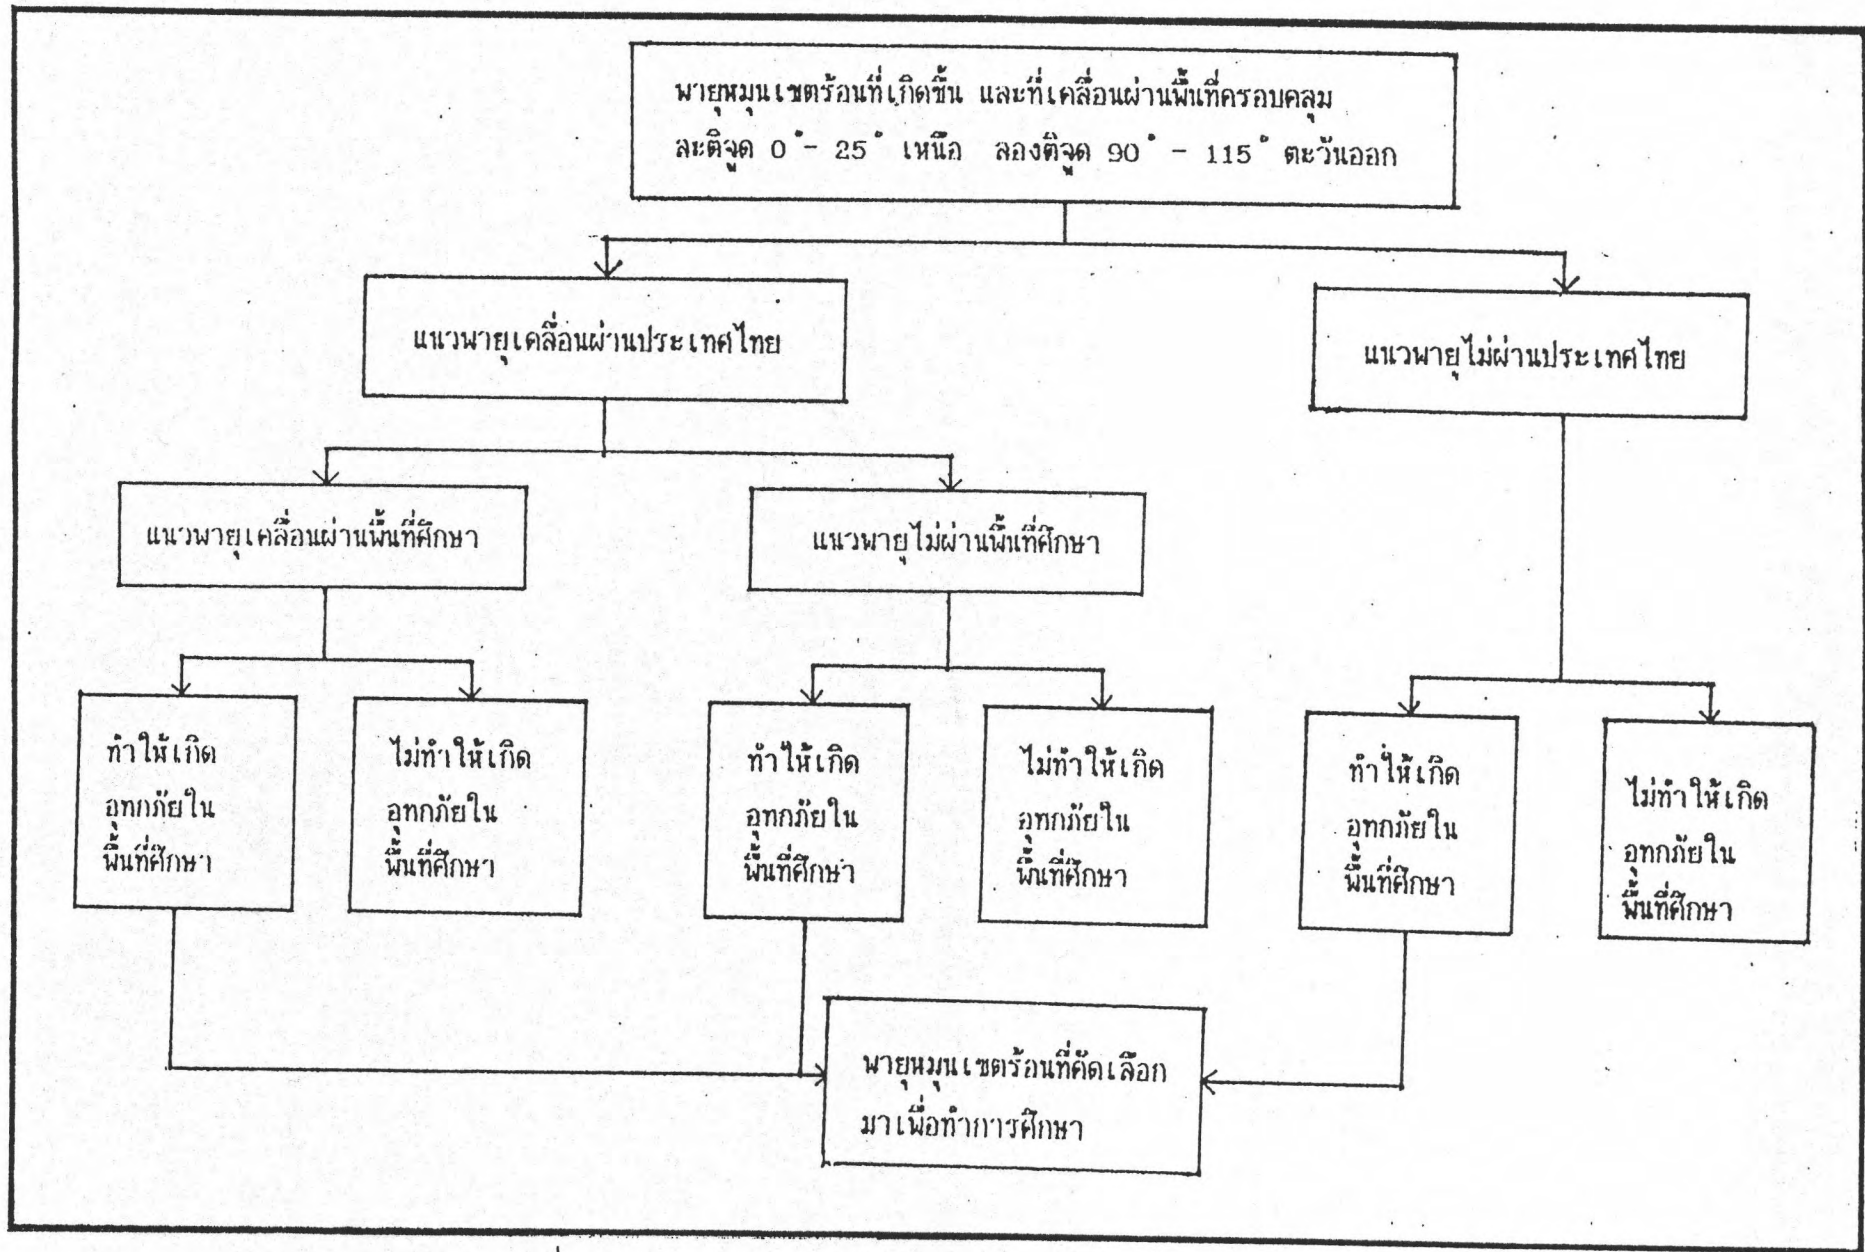 พายุหมุนเขตร้อนที่เกิดขึ้น และที่เคลื่อนผ่านพื้นที่ครอบคลุม
ละติจูด 0° - 25° เหนือ ลองติจูด 90° - 115° ตะวันออก
แนวพายุเคลื่อนผ่านประเทศไทย
แนวพายุไม่ผ่านประเทศไทย
แนวพายุเคลื่อนผ่านพื้นที่ศึกษา
แนวพายุไม่ผ่านพื้นที่ศึกษา
ทำให้เกิด
อุทกภัยใน
พื้นที่ศึกษา
ไม่ทำให้เกิด
อุทกภัยใน
พื้นที่ศึกษา
ทำให้เกิด
อุทกภัยใน
พื้นที่ศึกษา
ไม่ทำให้เกิด
อุทกภัยใน
พื้นที่ศึกษา
ทำให้เกิด
อุทกภัยใน
พื้นที่ศึกษา
ไม่ทำให้เกิด
อุทกภัยใน
พื้นที่ศึกษา
พายุหมุนเขตร้อนที่คัดเลือก
มาเพื่อทำการศึกษา